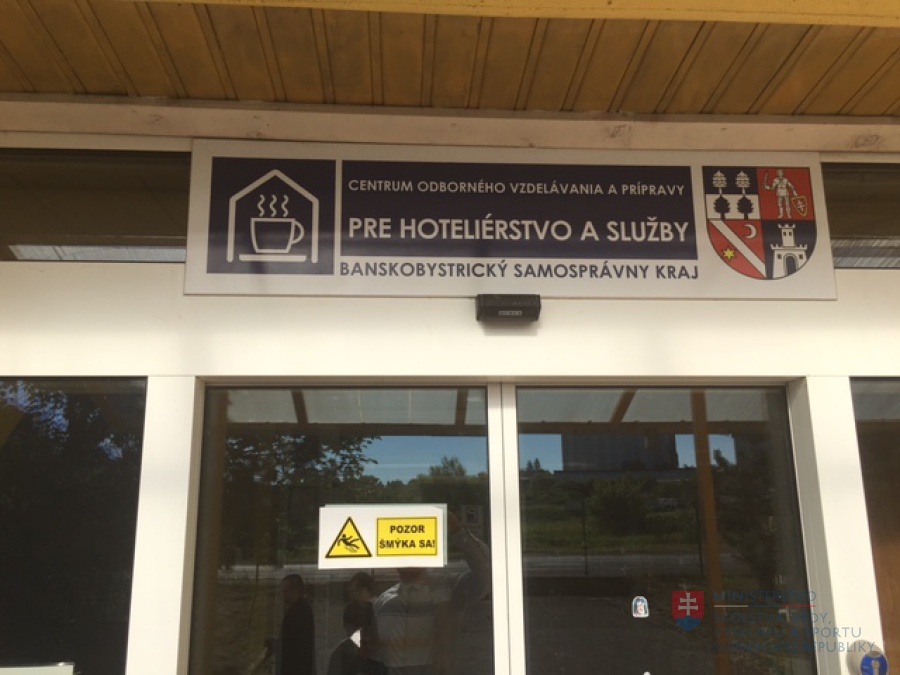 CENTRUM ODBORNÉHO VZDELÁVANIA A PRÍPRAVY
PRE HOTELIÉRSTVO A SLUŽBY
BANSKOBYSTRICKÝ SAMOSPRÁVNY KRAJ
POZOR
ŠMÝKA SA!